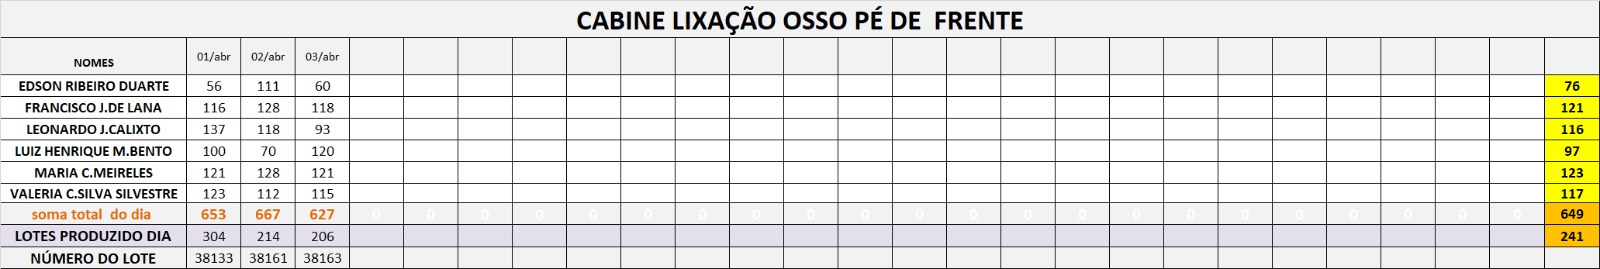 CABINE LIXAÇÃO OSSO PÉ DE  FRENTE
NOMES 01/abr 02/abr 03/abr
EDSON RIBEIRO DUARTE 56 111 60 76
FRANCISCO J.DE LANA 116 128 118 121
LEONARDO J.CALIXTO 137 118 93 116
LUIZ HENRIQUE M.BENTO 100 70 120 97
MARIA C.MEIRELES 121 128 121 123
VALERIA C.SILVA SILVESTRE 123 112 115 117
soma total  do dia 653 667 627 0 0 0 0 0 0 0 0 0 0 0 0 0 0 0 0 0 0 0 0 0 0 649
LOTES PRODUZIDO DIA 304 214 206 241
NÚMERO DO LOTE 38133 38161 38163